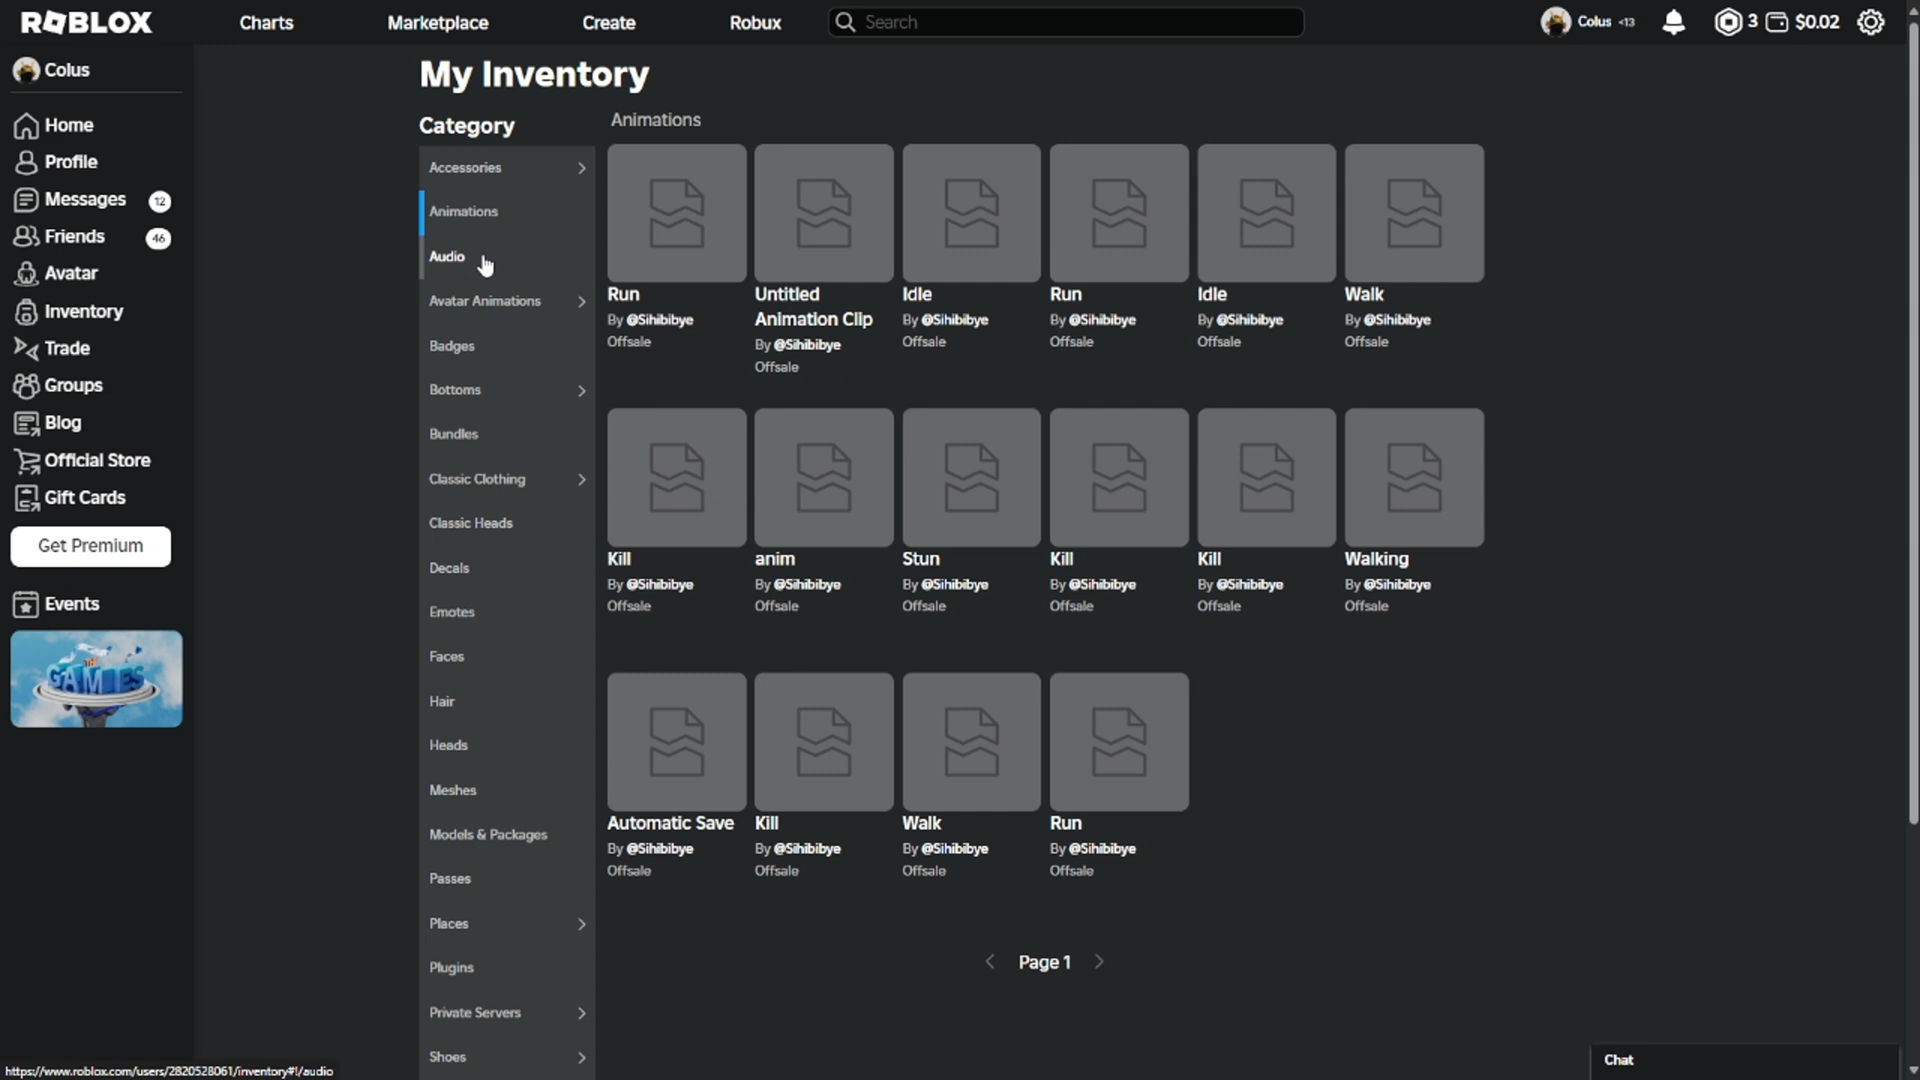 ROBLOX
Charts
Marketplace
Create
Robux
Search
Colus <13
3
$0.02
Colus
Home
Profile
Messages 12
Friends 46
Avatar
Inventory
Trade
Groups
Blog
Official Store
Gift Cards
Get Premium
Events
THE
GAMES
My Inventory
Category
Accessories
Animations
Audio
Avatar Animations
Badges
Bottoms
Bundles
Classic Clothing
Classic Heads
Decals
Emotes
Faces
Hair
Heads
Meshes
Models & Packages
Passes
Places
Plugins
Private Servers
Shoes
Animations
Run
By @Sihibibye
Offsale
Untitled
Animation Clip
By @Sihibibye
Offsale
Idle
By @Sihibibye
Offsale
Run
By @Sihibibye
Offsale
Idle
By @Sihibibye
Offsale
Walk
By @Sihibibye
Offsale
Kill
By @Sihibibye
Offsale
anim
By @Sihibibye
Offsale
Stun
By @Sihibibye
Offsale
Kill
By @Sihibibye
Offsale
Kill
By @Sihibibye
Offsale
Walking
By @Sihibibye
Offsale
Automatic Save
By @Sihibibye
Offsale
Kill
By @Sihibibye
Offsale
Walk
By @Sihibibye
Offsale
Run
By @Sihibibye
Offsale
Page 1
Chat
https://www.roblox.com/users/2820528061/inventory#!/audio